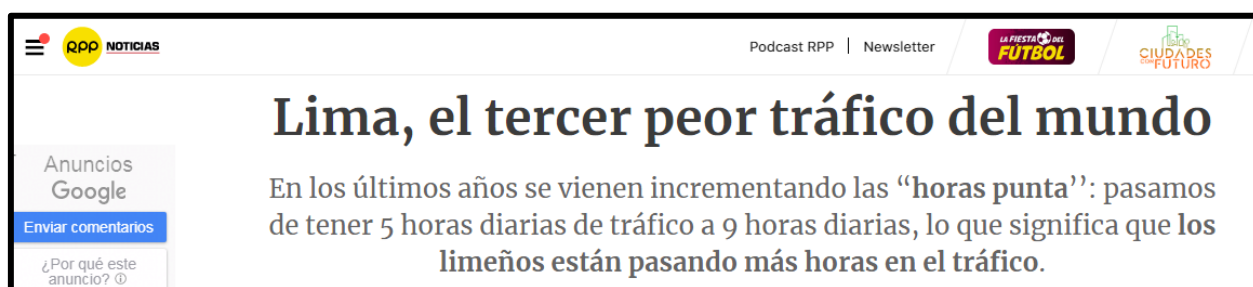 RPP NOTICIAS
Podcast RPP | Newsletter
LA FIESTA DEL
FÚTBOL
CIUDADES
CON FUTURO
Lima, el tercer peor tráfico del mundo
Anuncios
Google
Enviar comentarios
¿Por qué este
anuncio?
En los últimos años se vienen incrementando las “horas punta’’: pasamos
de tener 5 horas diarias de tráfico a 9 horas diarias, lo que significa que los
limeños están pasando más horas en el tráfico.